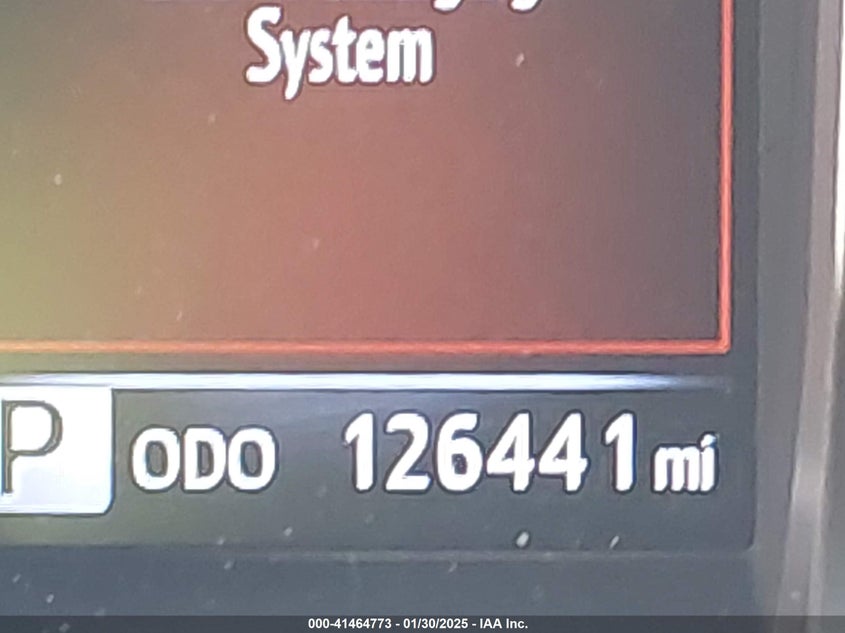 System
P ODO 126441 mi
000-41464773 - 01/30/2025 - IAA Inc.